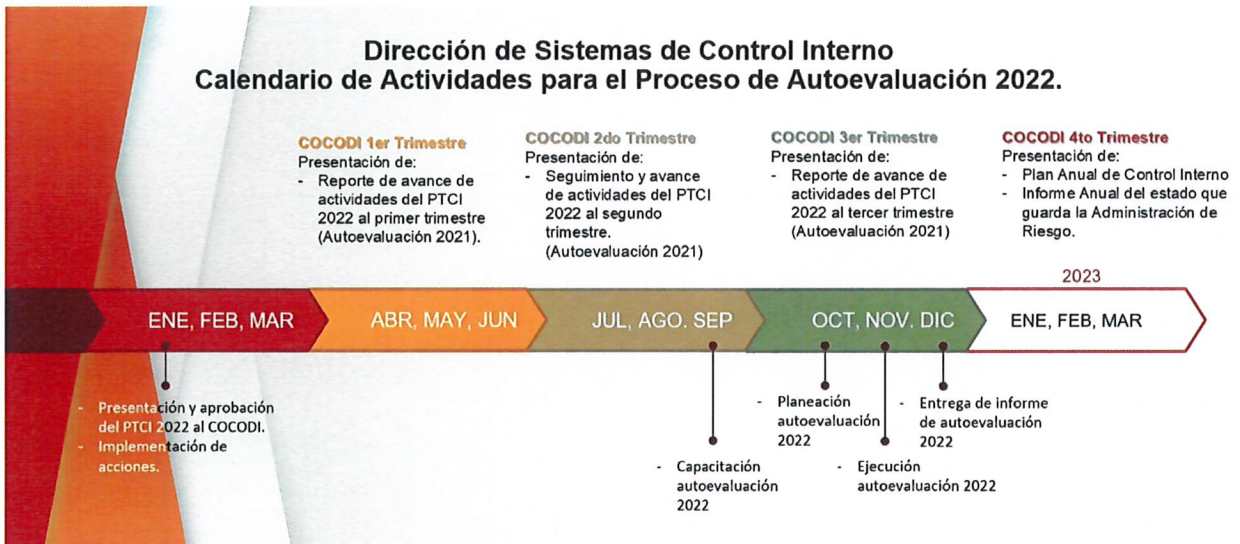 Dirección de Sistemas de Control Interno
Calendario de Actividades para el Proceso de Autoevaluación 2022.
COCODI 1er Trimestre
Presentación de:
- Reporte de avance de
actividades del PTCI
2022 al primer trimestre
(Autoevaluación 2021).
COCODI 2do Trimestre
Presentación de:
- Seguimiento y avance
de actividades del PTCI
2022 al segundo
trimestre.
(Autoevaluación 2021)
COCODI 3er Trimestre
Presentación de:
- Reporte de avance de
actividades del PTCI
2022 al tercer trimestre
(Autoevaluación 2021)
COCODI 4to Trimestre
Presentación de:
- Plan Anual de Control Interno
- Informe Anual del estado que
guarda la Administración de
Riesgo.
2023
ENE, FEB, MAR
ABR, MAY, JUN
JUL, AGO. SEP
OCT, NOV. DIC
ENE, FEB, MAR
- Presentación y aprobación
del PTCI 2022 al COCODI.
- Implementación de
acciones.
- Capacitación
autoevaluación
2022
- Planeación
autoevaluación
2022
- Ejecución
autoevaluación 2022
- Entrega de informe
de autoevaluación
2022